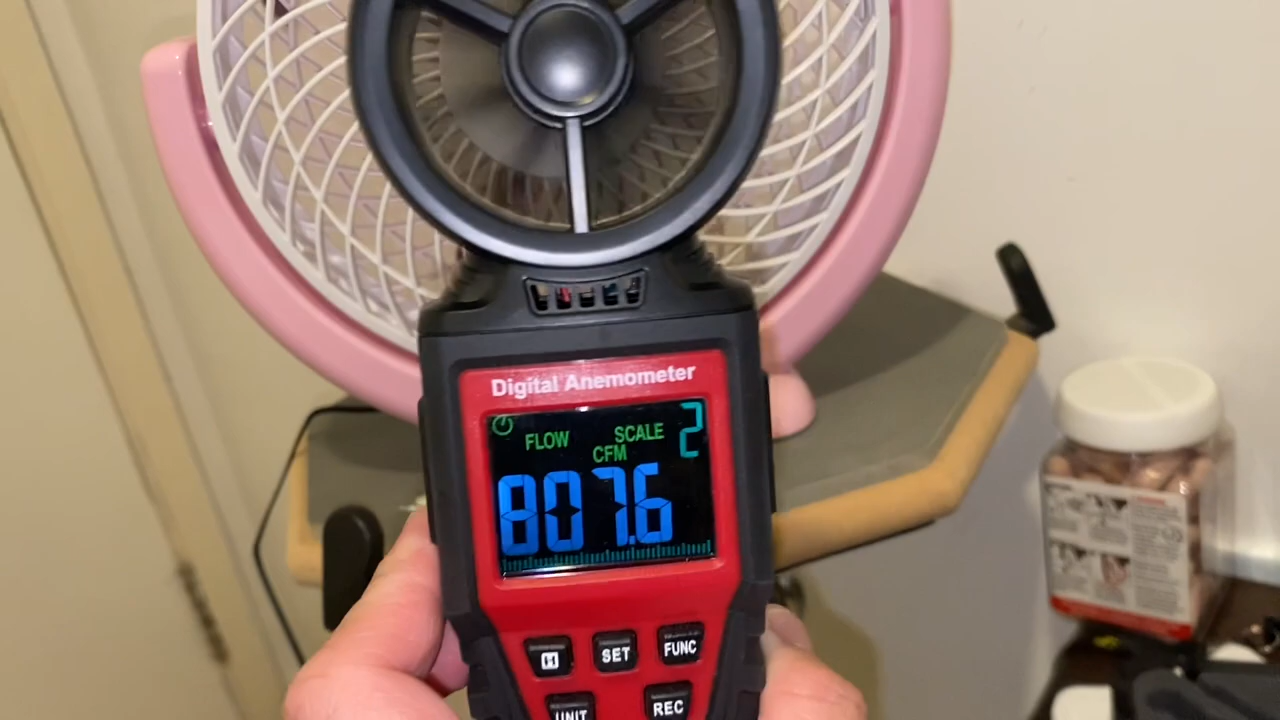 Digital Anemometer
FLOW SCALE 2
CFM
807.6
H SET FUNC
UNIT REC